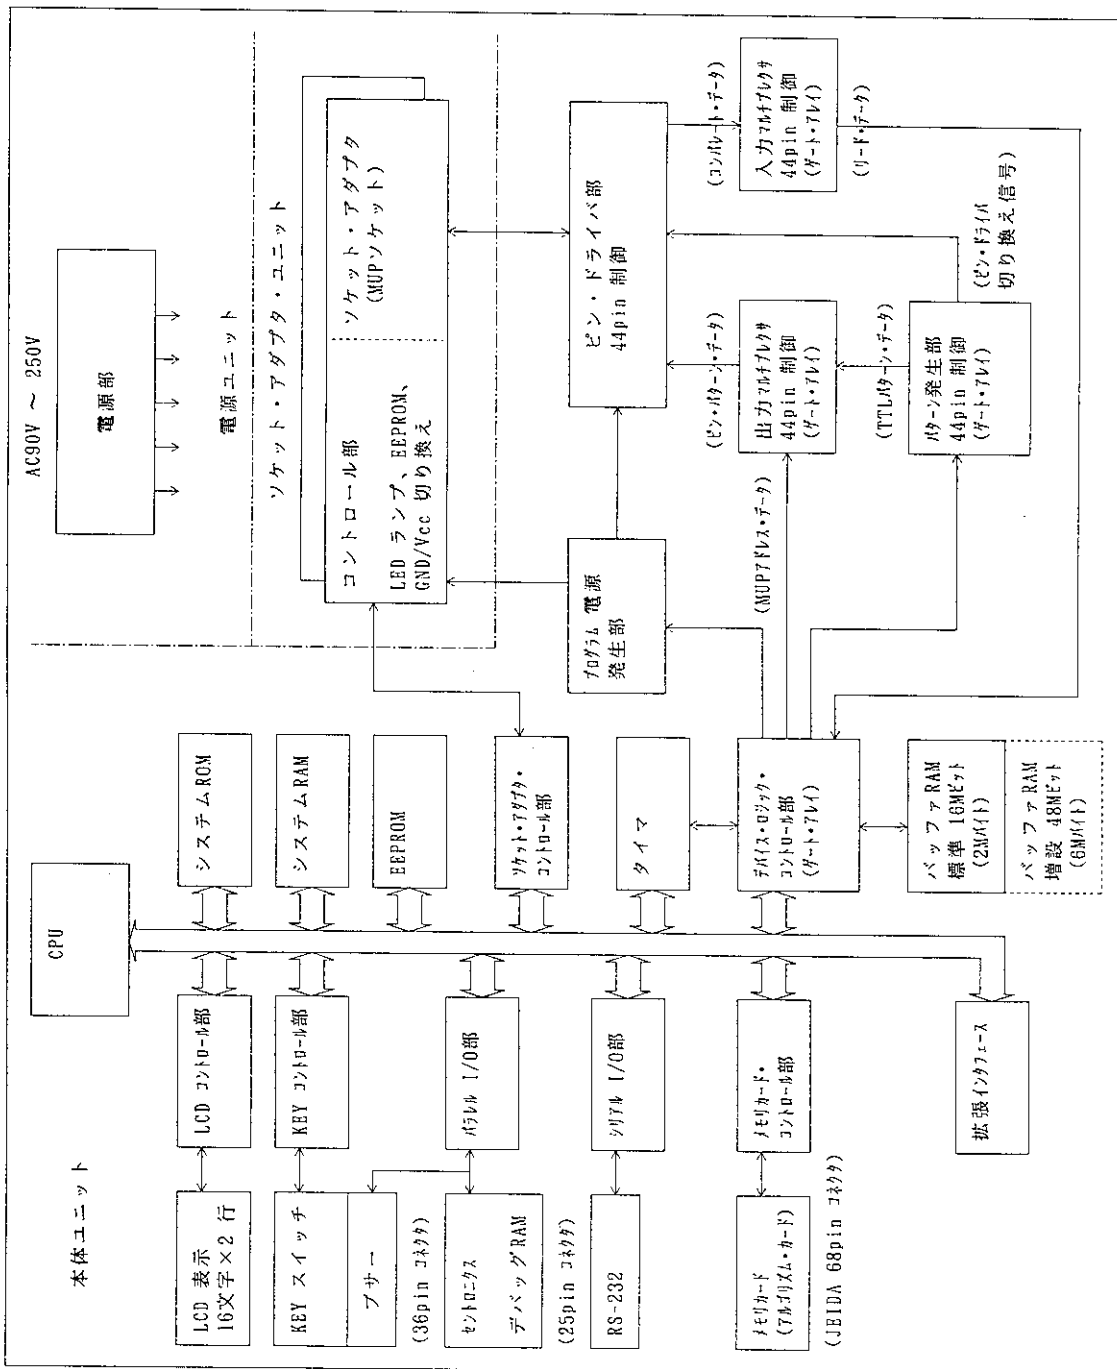 本体ユニット
CPU
LCD 表示
16文字×2 行
LCD コントロール部
システムROM
KEY スイッチ
KEY コントロール部
システムRAM
ブザー
EEPROM
(36pin コネクタ)
セントロニクス
パラレル I/O部
ソケット・アダプタ・
コントロール部
デバッグRAM
(25pin コネクタ)
RS-232
シリアル I/O部
タイマ
メモリカード
(アルゴリズム・カード)
メモリカード・
コントロール部
デバイス・ロジック・
コントロール部
(ゲート・アレイ)
(JEIDA 68pin コネクタ)
拡張インタフェース
バッファRAM
標準 16Mビット
(2Mバイト)
バッファRAM
増設 48Mビット
(6Mバイト)
AC90V ～ 250V
電源部
電源ユニット
ソケット・アダプタ・ユニット
コントロール部
LED ランプ、EEPROM、
GND/Vcc 切り換え
ソケット・アダプタ
(MUPソケット)
プログラム 電源
発生部
ピン・ドライバ部
44pin 制御
(コンパレート・データ)
(ピン・パターン・データ)
(MUPアドレス・データ)
出力マルチプレクサ
44pin 制御
(ゲート・アレイ)
入力マルチプレクサ
44pin 制御
(ゲート・アレイ)
(リード・データ)
(TTLパターン・データ)
パターン発生部
44pin 制御
(ゲート・アレイ)
(ピン・ドライバ
切り換え信号)